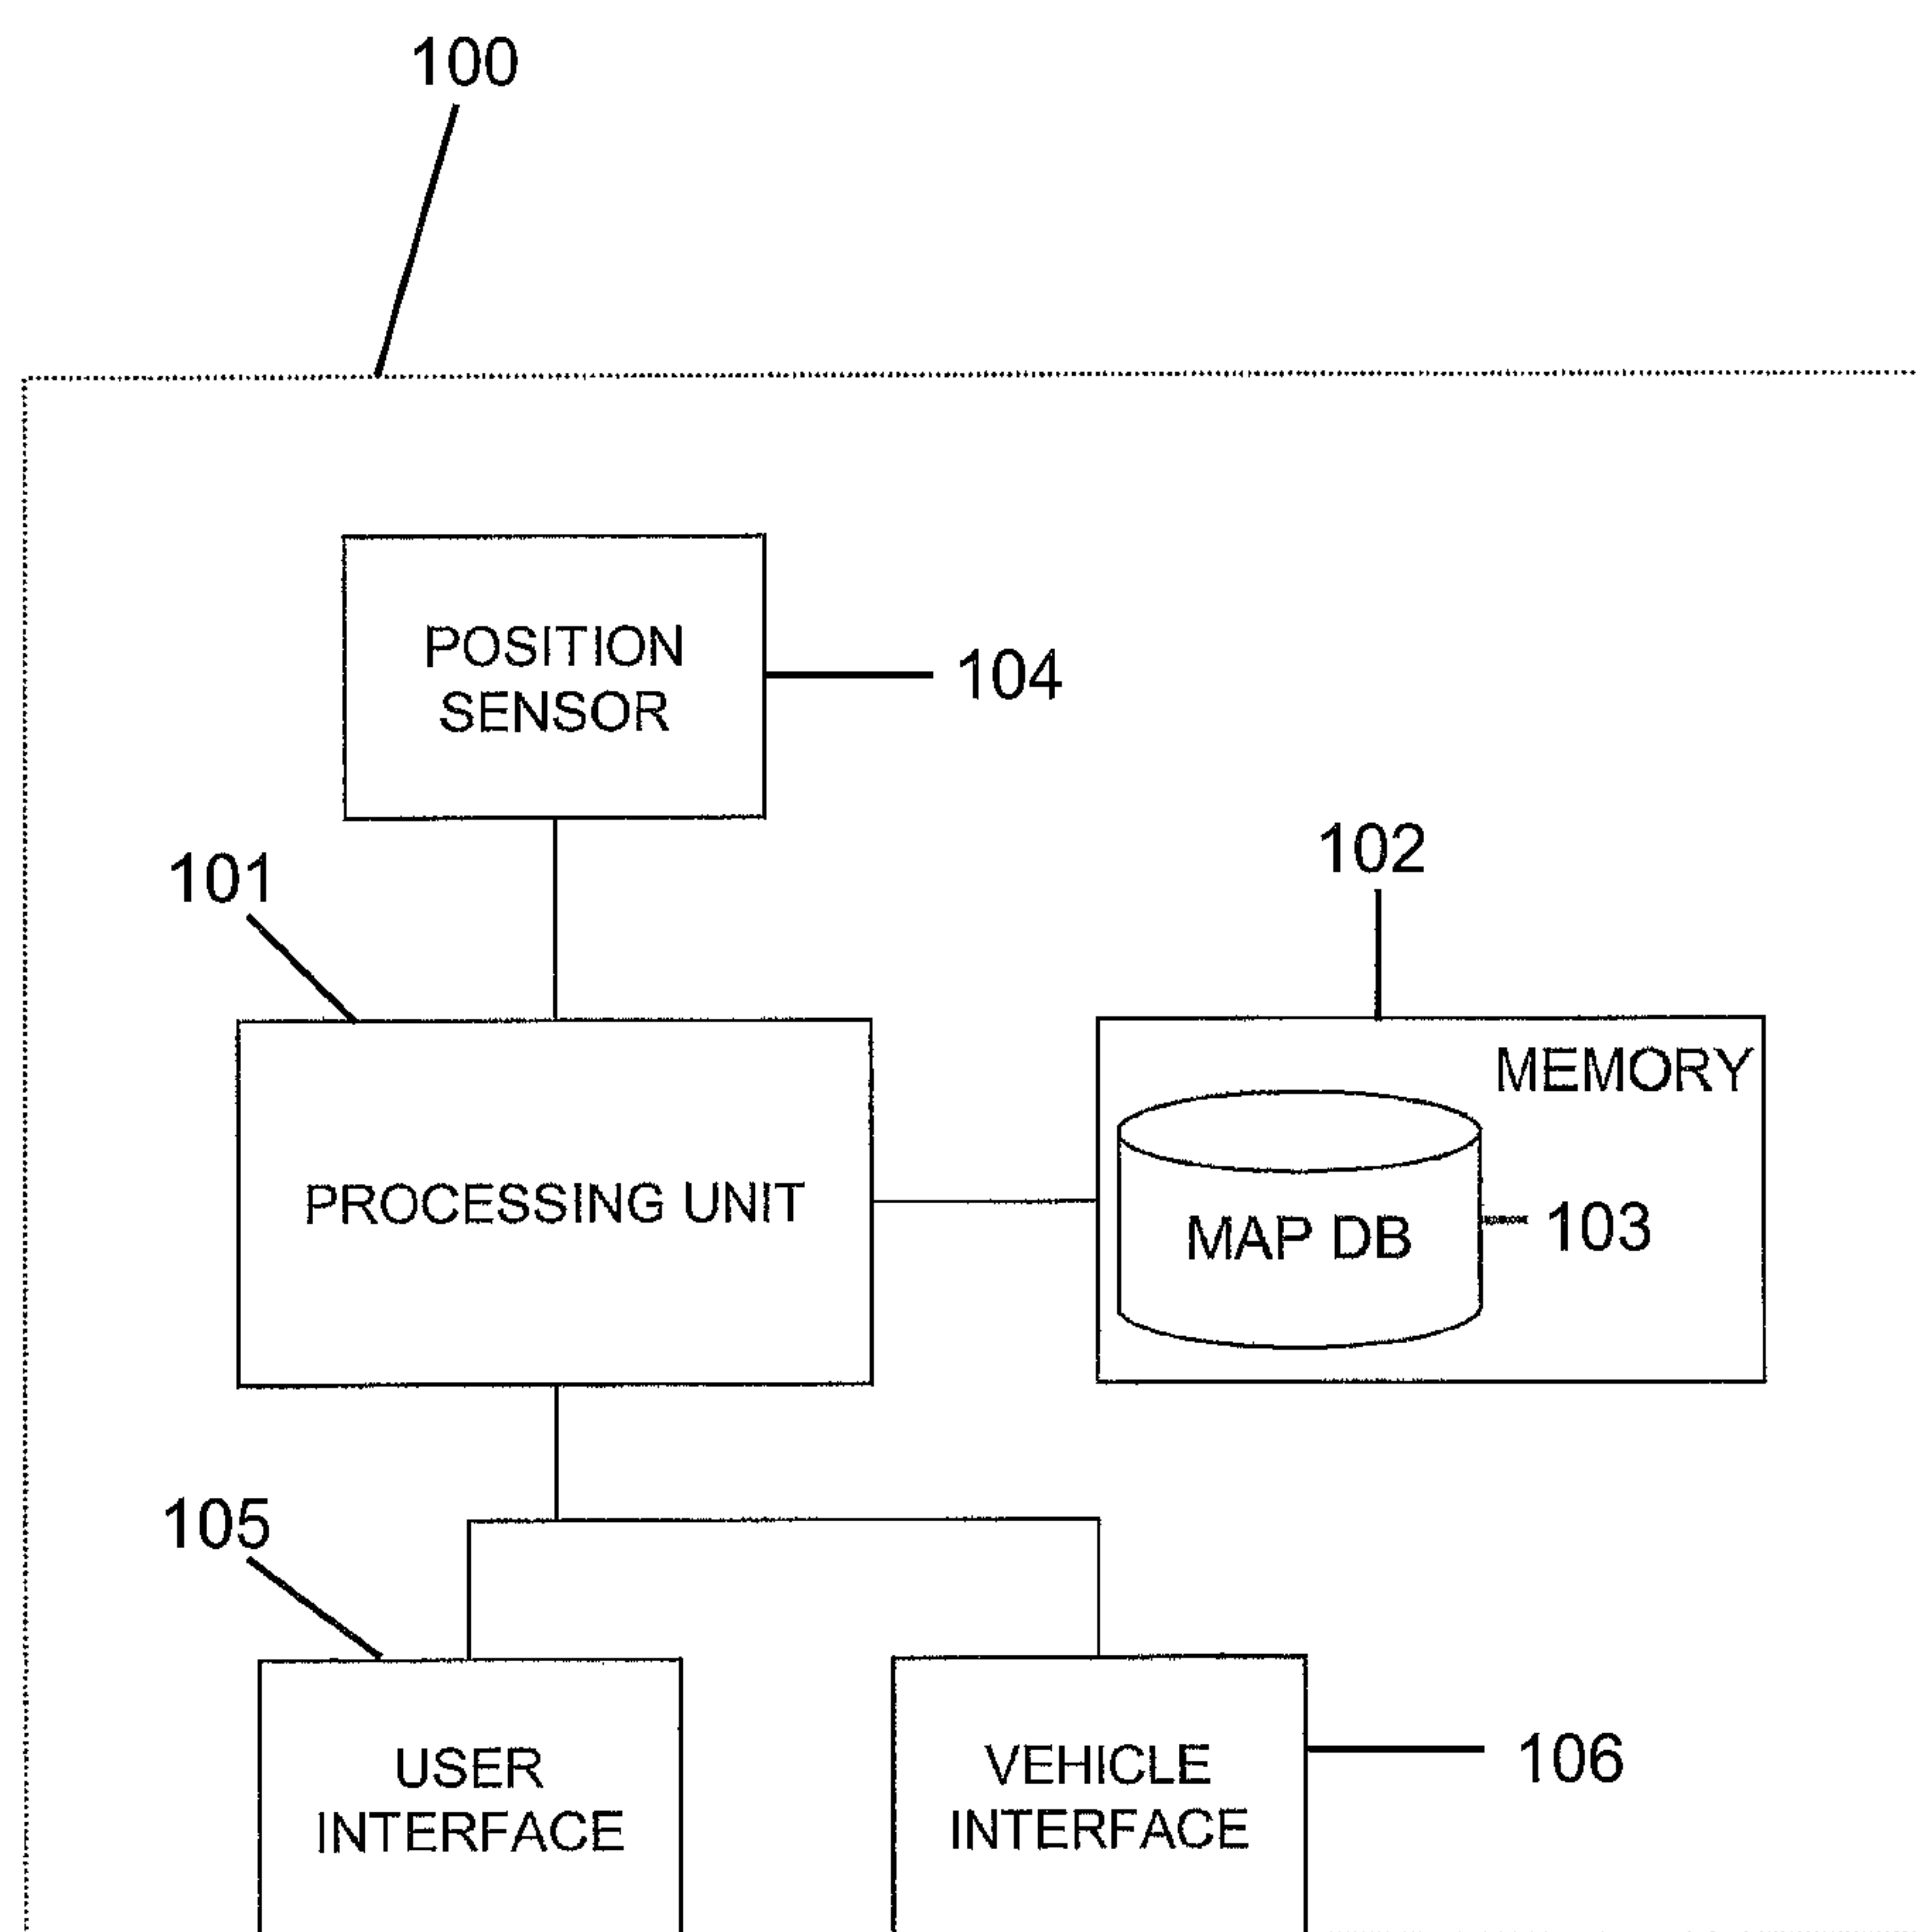 100
POSITION
SENSOR
104
101
102
MEMORY
PROCESSING UNIT
MAP DB
103
105
USER
INTERFACE
VEHICLE
INTERFACE
106